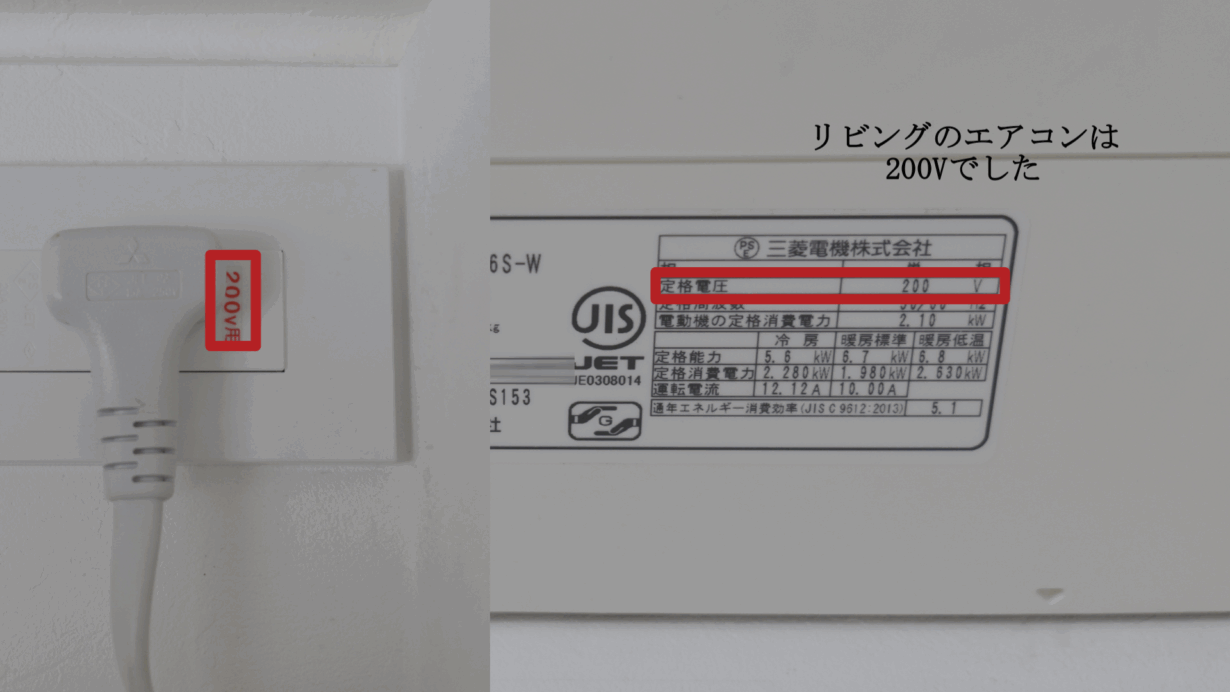 200V用
リビングのエアコンは
200Vでした
6S-W
PS
E
三菱電機株式会社
定格電圧 200 V
電動機の定格消費電力 2.10 kW
冷房 暖房標準 暖房低温
定格能力 5.6 kW 6.7 kW 6.8 kW
定格消費電力 2.280kW 1.980kW 2.630kW
運転電流 12.12A 10.00A
通年エネルギー消費効率(JIS C 9612:2013) 5.1
JIS
JET
JE0308014
S153
社